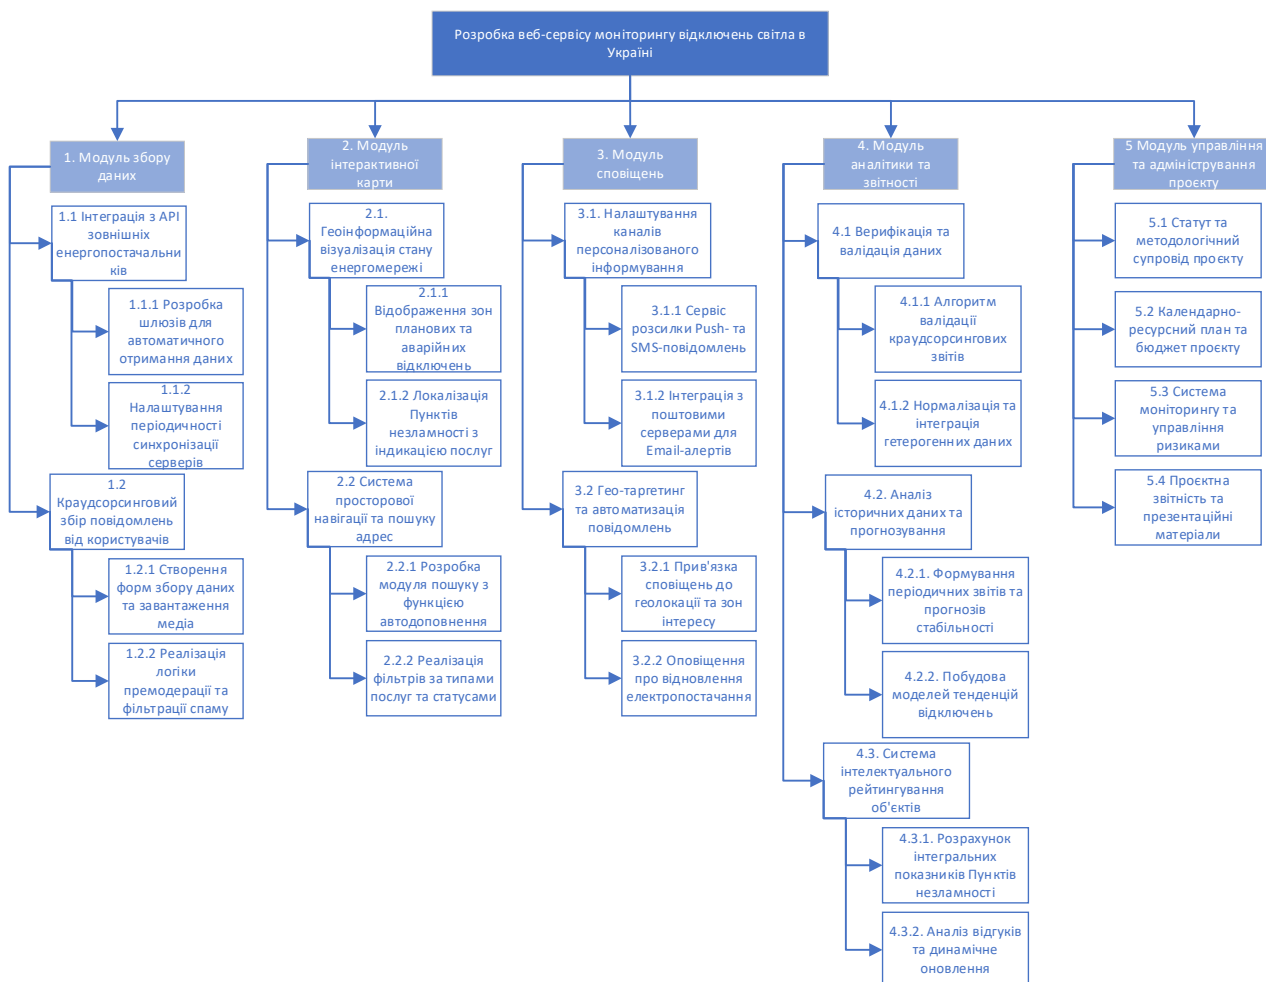 Розробка веб-сервісу моніторингу відключень світла в
Україні
1. Модуль збору
даних
1.1 Інтеграція з API
зовнішніх
енергопостачальни
ків
1.1.1 Розробка
шлюзів для
автоматичного
отримання даних
1.1.2
Налаштування
періодичності
синхронізації
серверів
1.2
Краудсорсинговий
збір повідомлень
від користувачів
1.2.1 Створення
форм збору даних
та завантаження
медіа
1.2.2 Реалізація
логіки
премодерації та
фільтрації спаму
2. Модуль
інтерактивної
карти
2.1.
Геоінформаційна
візуалізація стану
енергомережі
2.1.1
Відображення зон
планових та
аварійних
відключень
2.1.2 Локалізація
Пунктів
незламності з
індикацією послуг
2.2 Система
просторової
навігації та пошуку
адрес
2.2.1 Розробка
модуля пошуку з
функцією
автодоповнення
2.2.2 Реалізація
фільтрів за типами
послуг та статусами
3. Модуль
сповіщень
3.1. Налаштування
каналів
персоналізованого
інформування
3.1.1 Сервіс
розсилки Push- та
SMS-повідомлень
3.1.2 Інтеграція з
поштовими
серверами для
Email-алертів
3.2 Гео-таргетинг
та автоматизація
повідомлень
3.2.1 Прив'язка
сповіщень до
геолокації та зон
інтересу
3.2.2 Оповіщення
про відновлення
електропостачання
4. Модуль
аналітики та
звітності
4.1 Верифікація та
валідація даних
4.1.1 Алгоритм
валідації
краудсорсингових
звітів
4.1.2 Нормалізація та
інтеграція
гетерогенних даних
4.2. Аналіз
історичних даних та
прогнозування
4.2.1. Формування
періодичних звітів та
прогнозів
стабільності
4.2.2. Побудова
моделей тенденцій
відключень
4.3. Система
інтелектуального
рейтингування
об'єктів
4.3.1. Розрахунок
інтегральних
показників Пунктів
незламності
4.3.2. Аналіз відгуків
та динамічне
оновлення
5 Модуль управління
та адміністрування
проєкту
5.1 Статут та
методологічний
супровід проєкту
5.2 Календарно-
ресурсний план та
бюджет проєкту
5.3 Система
моніторингу та
управління
ризиками
5.4 Проєктна
звітність та
презентаційні
матеріали